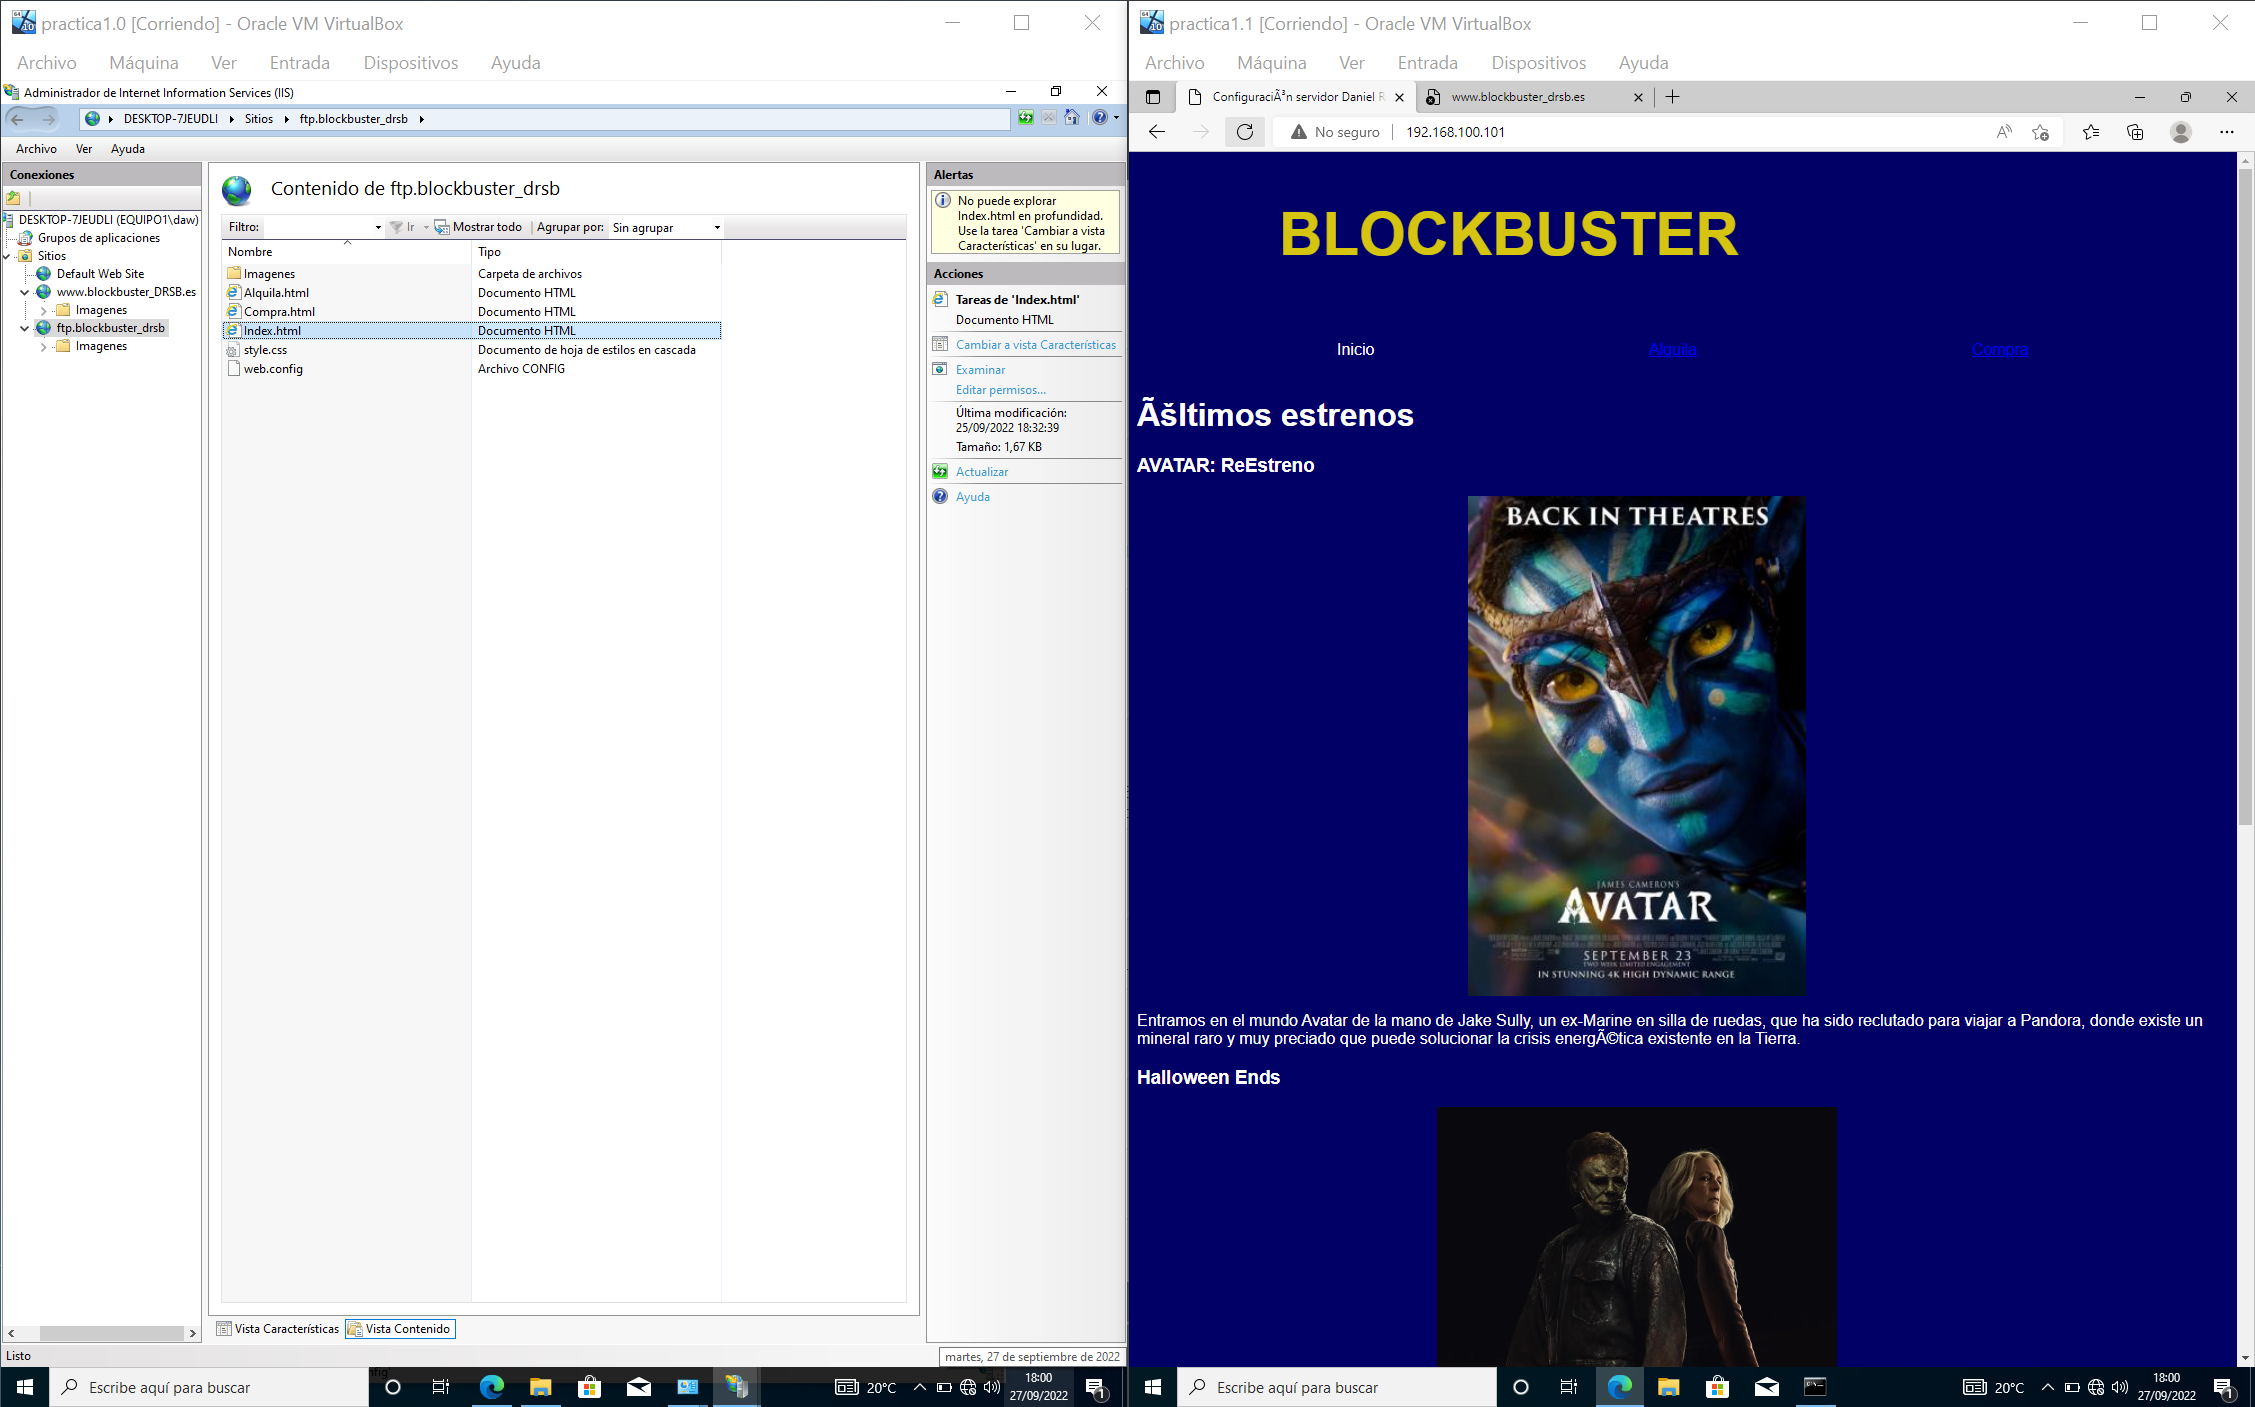 practica1.0 [Corriendo] - Oracle VM VirtualBox
Archivo Máquina Ver Entrada Dispositivos Ayuda
Administrador de Internet Information Services (IIS)
DESKTOP-7JEUDLI Sitios ftp.blockbuster_drsb
Archivo Ver Ayuda
Conexiones
DESKTOP-7JEUDLI (EQUIPO1\daw)
Grupos de aplicaciones
Sitios
Default Web Site
www.blockbuster_DRSB.es
Imagenes
ftp.blockbuster_drsb
Imagenes
Contenido de ftp.blockbuster_drsb
Filtro: Ir Mostrar todo Agrupar por: Sin agrupar
Nombre Tipo
Imagenes Carpeta de archivos
Alquila.html Documento HTML
Compra.html Documento HTML
Index.html Documento HTML
style.css Documento de hoja de estilos en cascada
web.config Archivo CONFIG
Alertas
No puede explorar
Index.html en profundidad.
Use la tarea 'Cambiar a vista
Características' en su lugar.
Acciones
Tareas de 'Index.html'
Documento HTML
Cambiar a vista Características
Examinar
Editar permisos...
Última modificación:
25/09/2022 18:32:39
Tamaño: 1,67 KB
Actualizar
Ayuda
Vista Características Vista Contenido
Listo
martes, 27 de septiembre de 2022
Escribe aquí para buscar
20°C
18:00
27/09/2022
1
practica1.1 [Corriendo] - Oracle VM VirtualBox
Archivo Máquina Ver Entrada Dispositivos Ayuda
ConfiguraciÃ³n servidor Daniel R www.blockbuster_drsb.es
No seguro 192.168.100.101
BLOCKBUSTER
Inicio Alquila Compra
Ãšltimos estrenos
AVATAR: ReEstreno
BACK IN THEATRES
JAMES CAMERON'S
AVATAR
SEPTEMBER 23
TWO WEEK LIMITED ENGAGEMENT
IN STUNNING 4K HIGH DYNAMIC RANGE
Entramos en el mundo Avatar de la mano de Jake Sully, un ex-Marine en silla de ruedas, que ha sido reclutado para viajar a Pandora, donde existe un
mineral raro y muy preciado que puede solucionar la crisis energÃ©tica existente en la Tierra.
Halloween Ends
Escribe aquí para buscar
20°C
18:00
27/09/2022
1